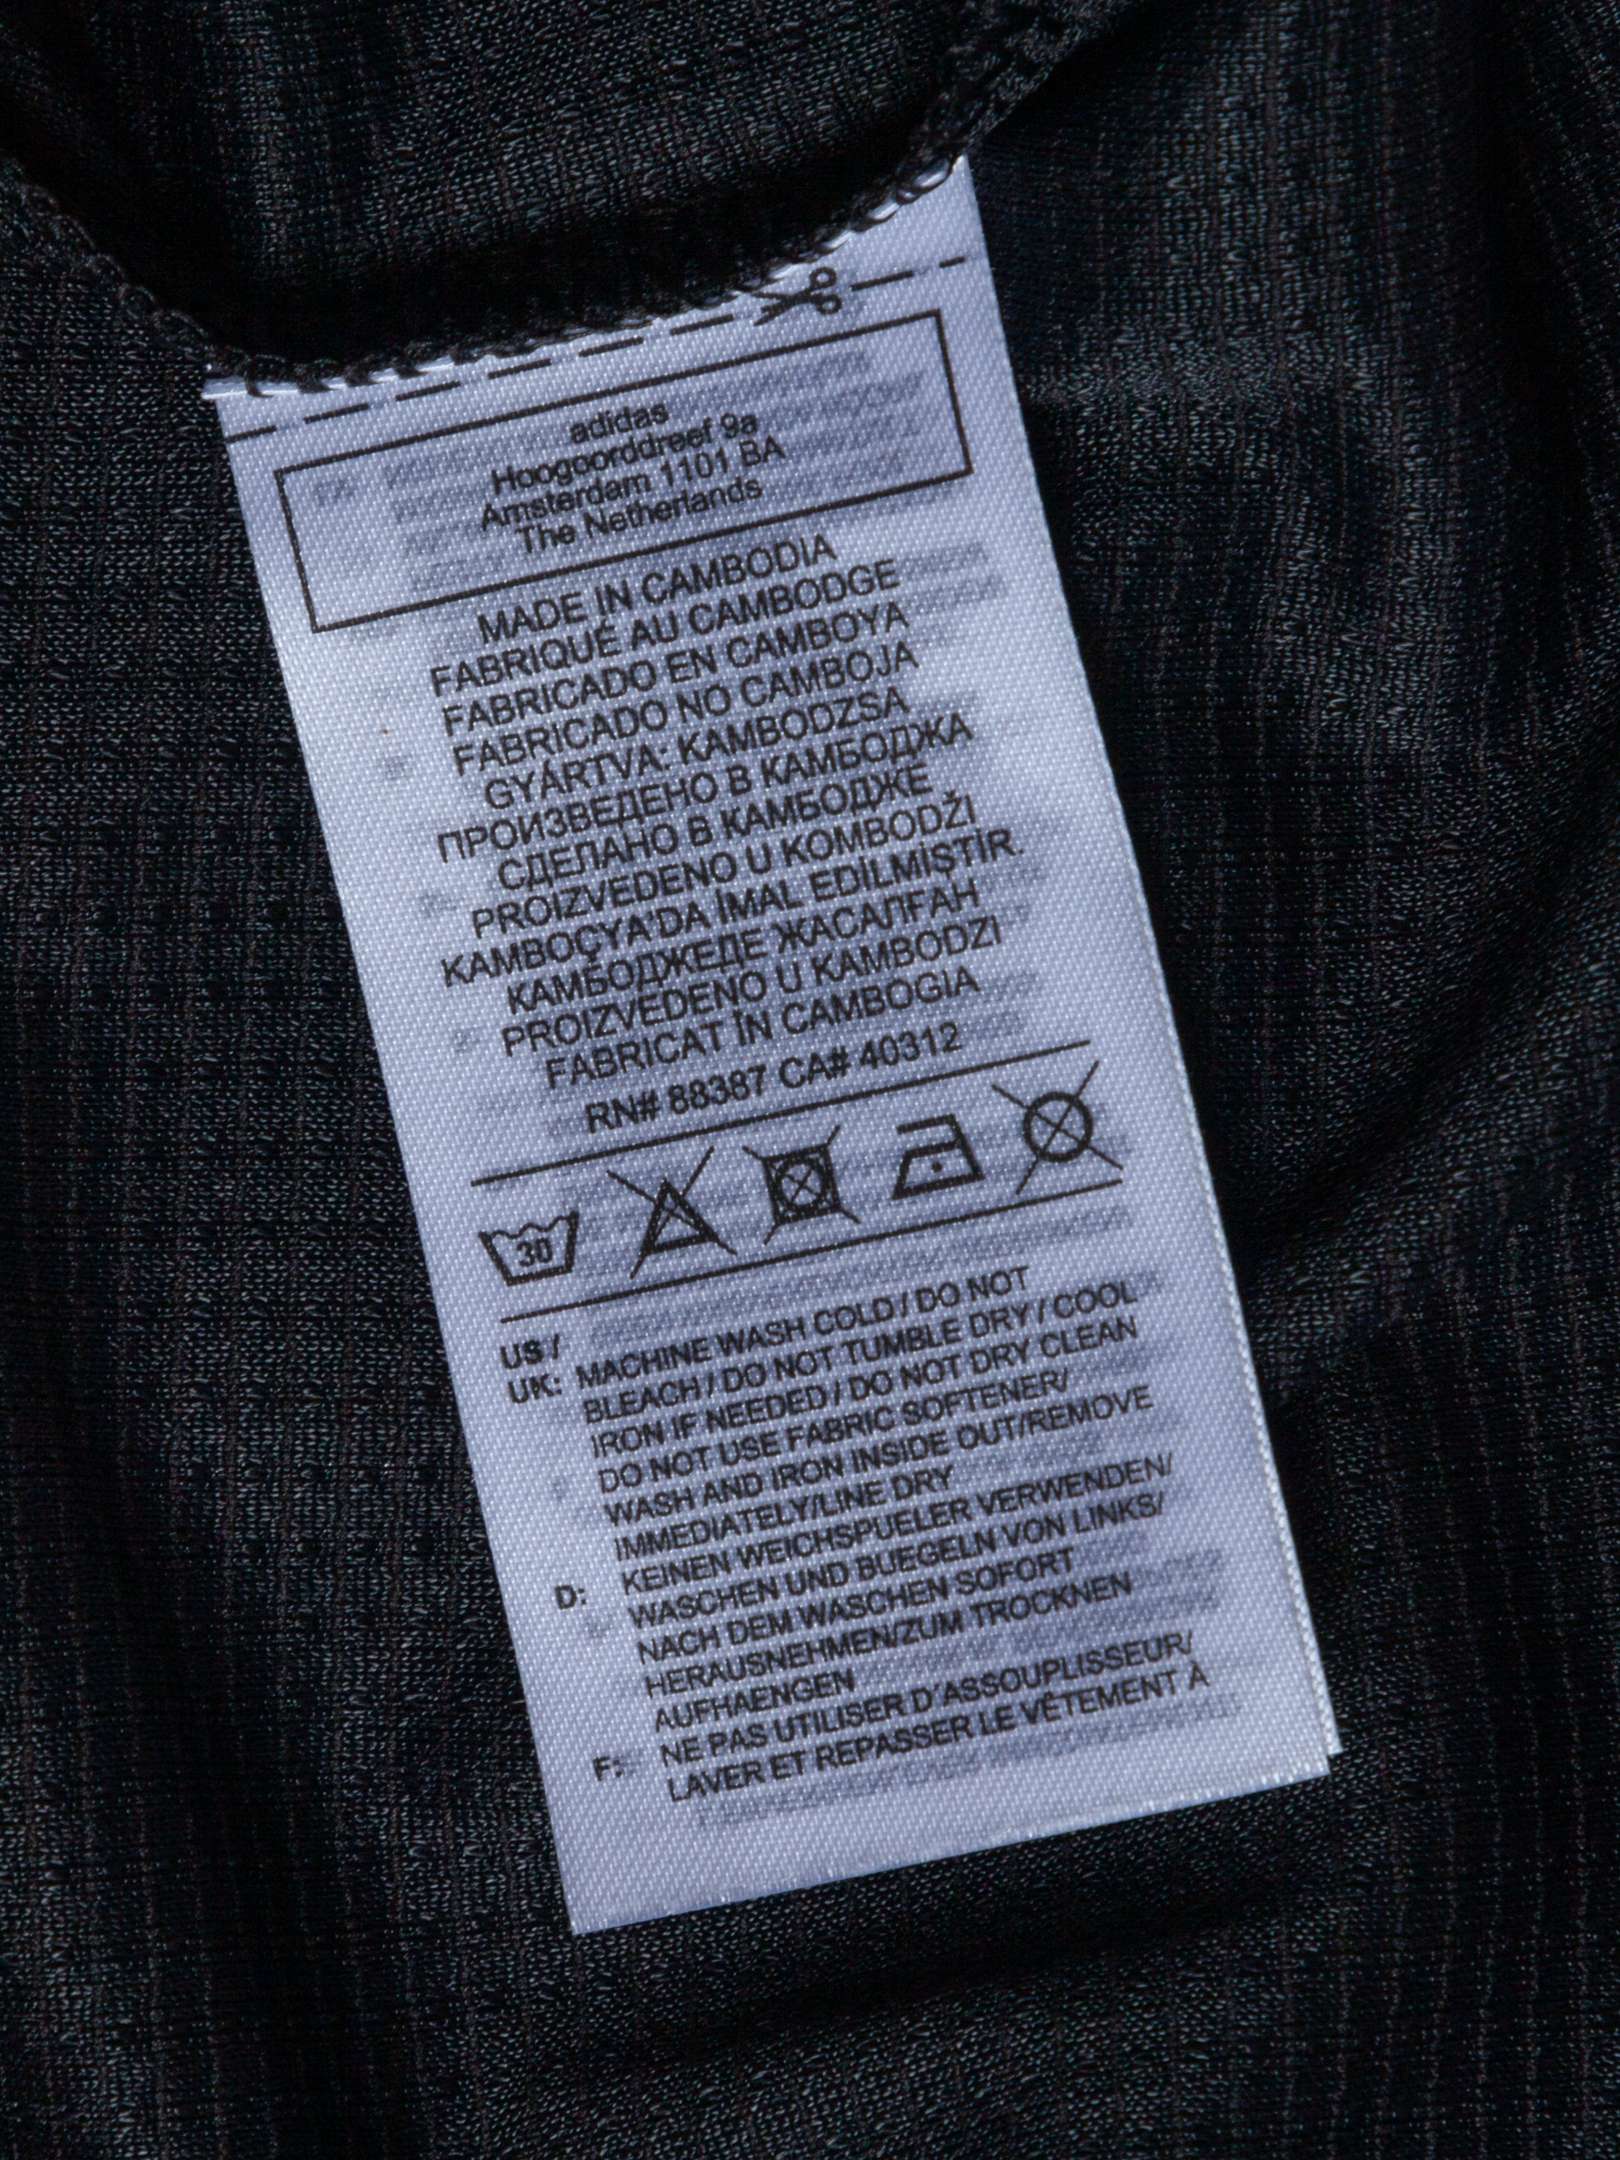 adidas
Hoogoorddreef 9a
Amsterdam 1101 BA
The Netherlands
MADE IN CAMBODIA
FABRIQUÉ AU CAMBODGE
FABRICADO EN CAMBOYA
FABRICADO NO CAMBOJA
GYÁRTVA: KAMBODZSA
ПРОИЗВЕДЕНО В КАМБОДЖА
СДЕЛАНО В КАМБОДЖЕ
PROIZVEDENO U KOMBODŽI
KAMBOÇYA'DA İMAL EDİLMİŞTİR.
КАМБОДЖЕДЕ ЖАСАЛҒАН
PROIZVEDENO U KAMBODZI
FABRICAT ÎN CAMBOGIA
RN# 88387 CA# 40312
30
US / UK: MACHINE WASH COLD / DO NOT
BLEACH / DO NOT TUMBLE DRY / COOL
IRON IF NEEDED / DO NOT DRY CLEAN
DO NOT USE FABRIC SOFTENER/
WASH AND IRON INSIDE OUT/REMOVE
IMMEDIATELY/LINE DRY
D: KEINEN WEICHSPUELER VERWENDEN/
WASCHEN UND BUEGELN VON LINKS/
NACH DEM WASCHEN SOFORT
HERAUSNEHMEN/ZUM TROCKNEN
AUFHAENGEN
F: NE PAS UTILISER D´ASSOUPLISSEUR/
LAVER ET REPASSER LE VÊTEMENT À